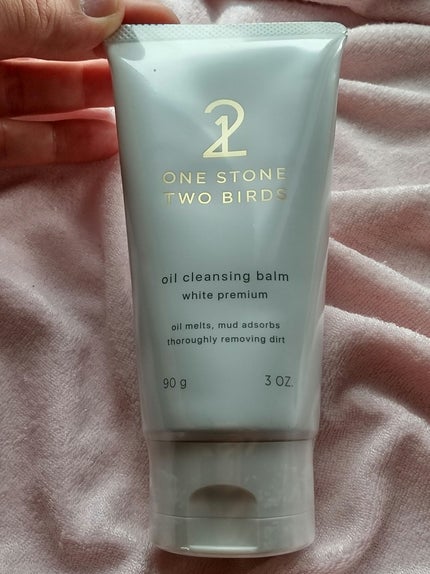 21
ONE STONE
TWO BIRDS
oil cleansing balm
white premium
oil melts, mud adsorbs
thoroughly removing dirt
90 g 3 OZ.